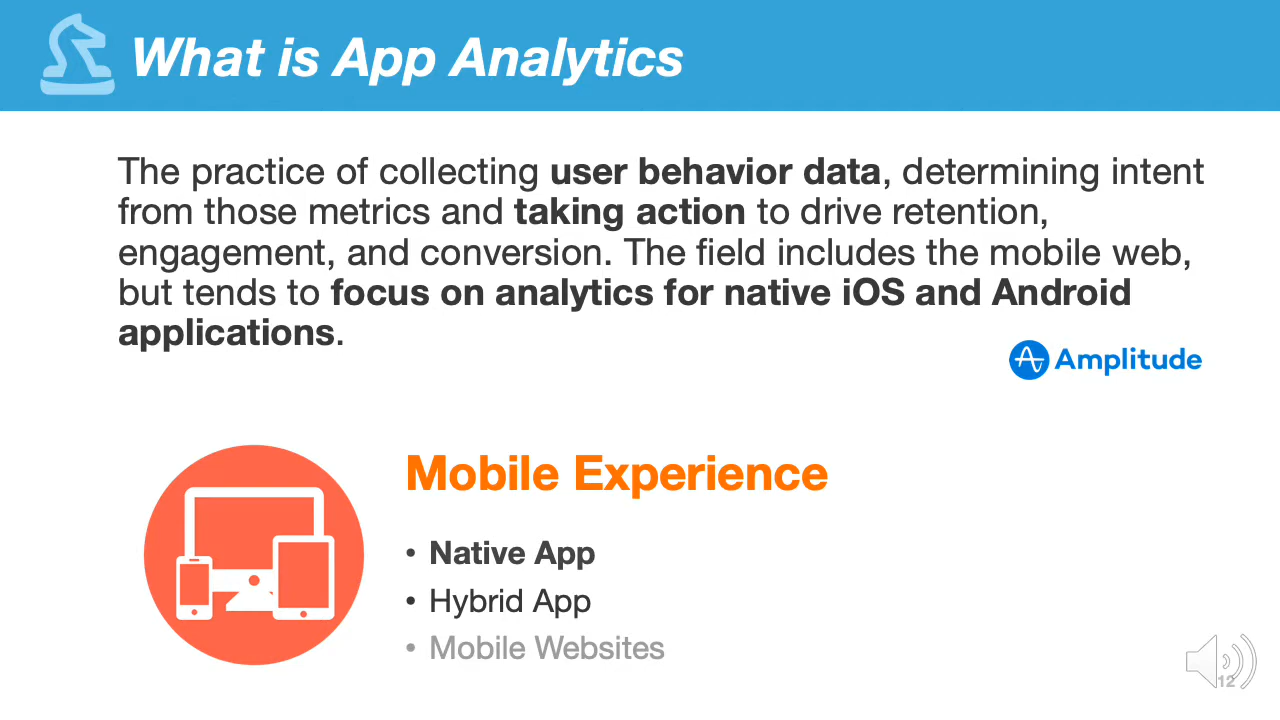 What is App Analytics
The practice of collecting user behavior data, determining intent
from those metrics and taking action to drive retention,
engagement, and conversion. The field includes the mobile web,
but tends to focus on analytics for native iOS and Android
applications.
Amplitude
Mobile Experience
• Native App
• Hybrid App
• Mobile Websites
12